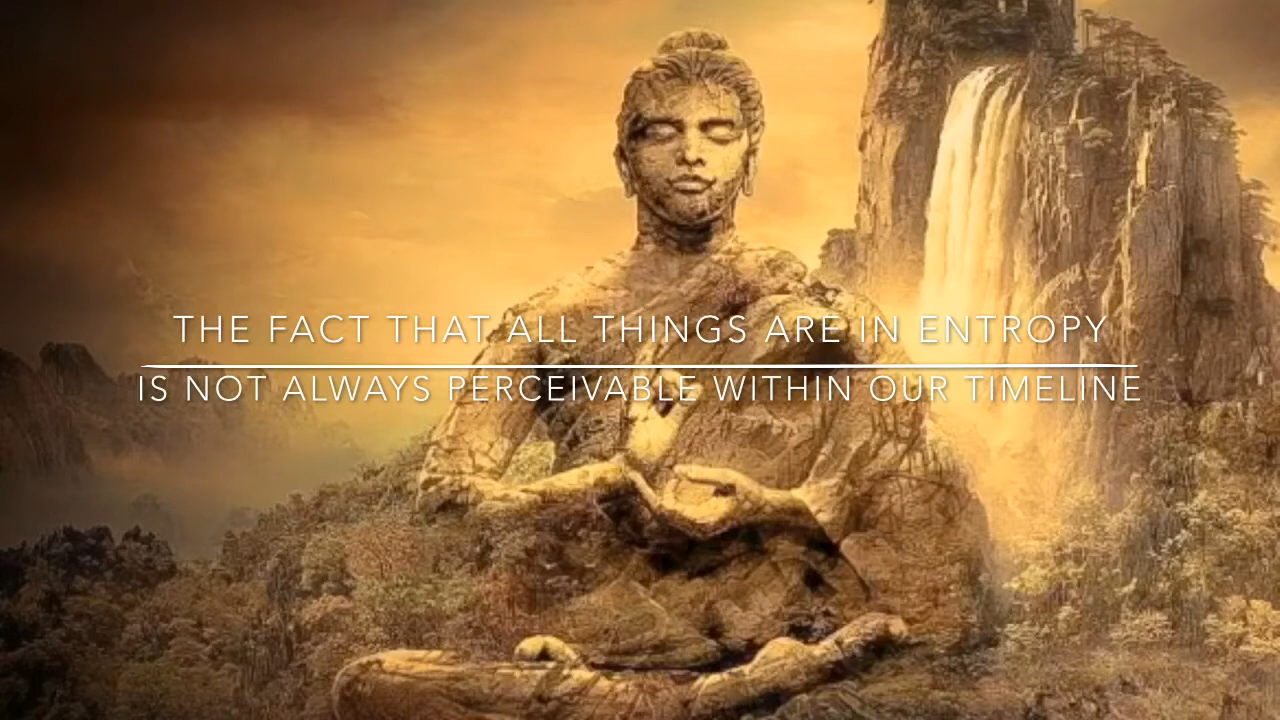 THE FACT THAT ALL THINGS ARE IN ENTROPY
IS NOT ALWAYS PERCEIVABLE WITHIN OUR TIMELINE